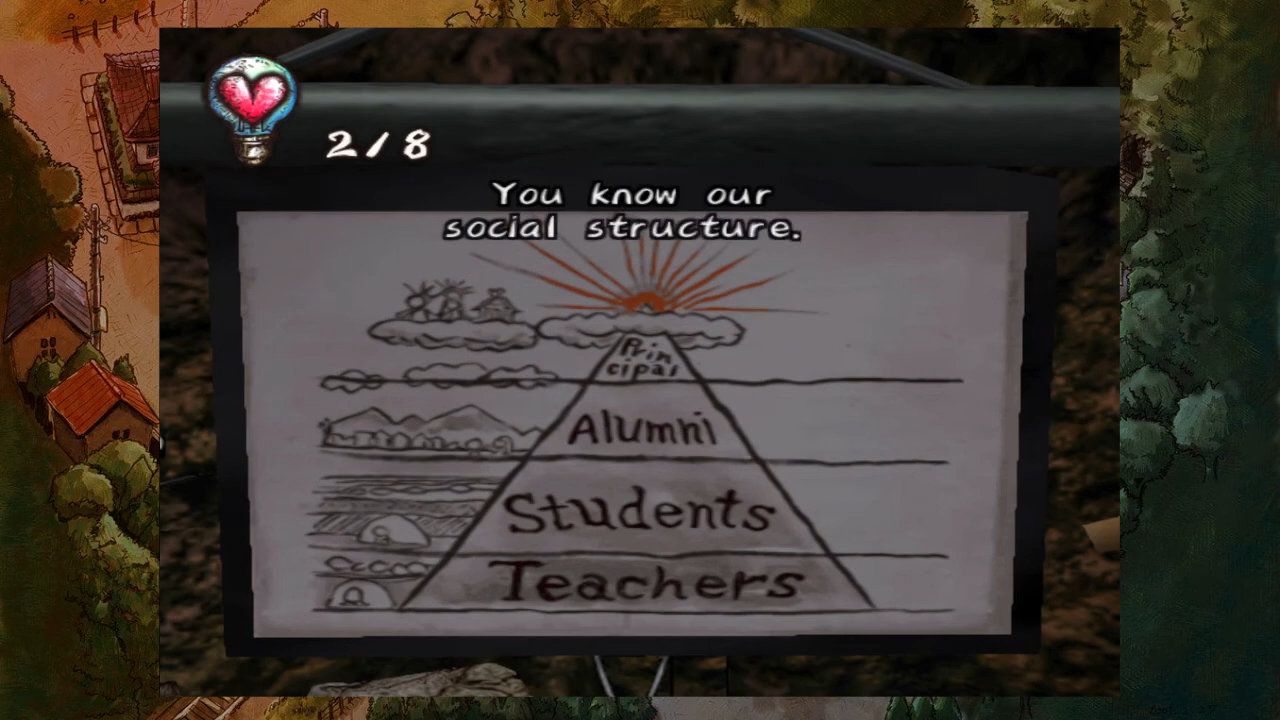 2/8
You know our
social structure.
Prin
cipal
Alumni
Students
Teachers